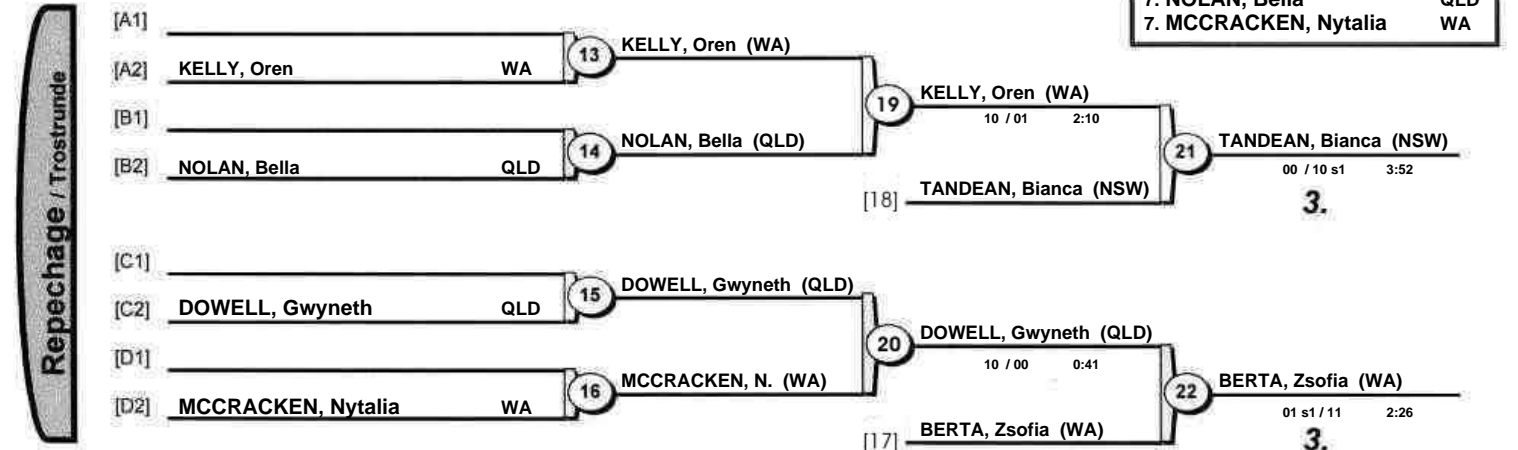 7. NOLAN, Bella QLD
7. MCCRACKEN, Nytalia WA
Repechage / Trostrunde
[A1]
[A2] KELLY, Oren WA
13
KELLY, Oren (WA)
[B1]
[B2] NOLAN, Bella QLD
14
NOLAN, Bella (QLD)
19
KELLY, Oren (WA)
10 / 01 2:10
[18] TANDEAN, Bianca (NSW)
21
TANDEAN, Bianca (NSW)
00 / 10 s1 3:52
3.
[C1]
[C2] DOWELL, Gwyneth QLD
15
DOWELL, Gwyneth (QLD)
[D1]
[D2] MCCRACKEN, Nytalia WA
16
MCCRACKEN, N. (WA)
20
DOWELL, Gwyneth (QLD)
10 / 00 0:41
[17] BERTA, Zsofia (WA)
22
BERTA, Zsofia (WA)
01 s1 / 11 2:26
3.